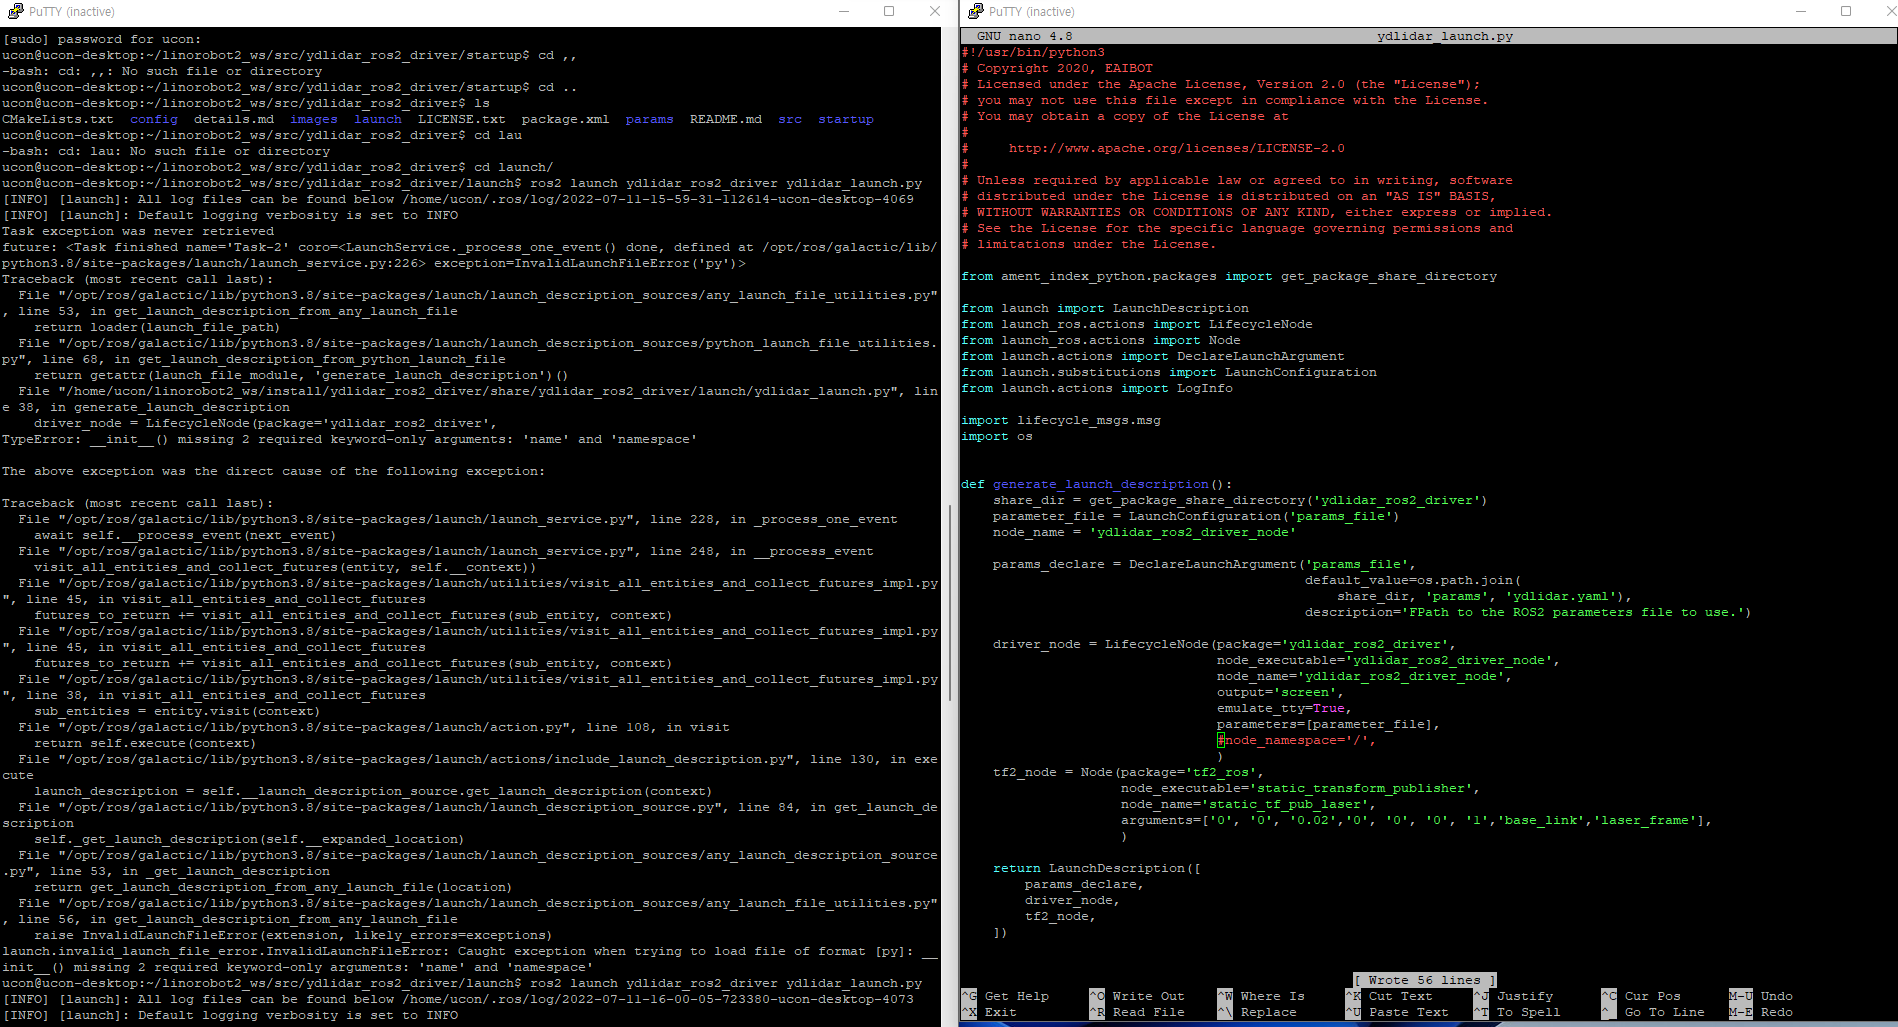 PuTTY (inactive)
[sudo] password for ucon:
ucon@ucon-desktop:~/linorobot2_ws/src/ydlidar_ros2_driver/startup$ cd ,,
-bash: cd: ,,: No such file or directory
ucon@ucon-desktop:~/linorobot2_ws/src/ydlidar_ros2_driver/startup$ cd ..
ucon@ucon-desktop:~/linorobot2_ws/src/ydlidar_ros2_driver$ ls
CMakeLists.txt  config  details.md  images  launch  LICENSE.txt  package.xml  params  README.md  src  startup
ucon@ucon-desktop:~/linorobot2_ws/src/ydlidar_ros2_driver$ cd lau
-bash: cd: lau: No such file or directory
ucon@ucon-desktop:~/linorobot2_ws/src/ydlidar_ros2_driver$ cd launch/
ucon@ucon-desktop:~/linorobot2_ws/src/ydlidar_ros2_driver/launch$ ros2 launch ydlidar_ros2_driver ydlidar_launch.py
[INFO] [launch]: All log files can be found below /home/ucon/.ros/log/2022-07-11-15-59-31-112614-ucon-desktop-4069
[INFO] [launch]: Default logging verbosity is set to INFO
Task exception was never retrieved
future: <Task finished name='Task-2' coro=<LaunchService._process_one_event() done, defined at /opt/ros/galactic/lib/
python3.8/site-packages/launch/launch_service.py:226> exception=InvalidLaunchFileError('py')>
Traceback (most recent call last):
  File "/opt/ros/galactic/lib/python3.8/site-packages/launch/launch_description_sources/any_launch_file_utilities.py"
, line 53, in get_launch_description_from_any_launch_file
    return loader(launch_file_path)
  File "/opt/ros/galactic/lib/python3.8/site-packages/launch/launch_description_sources/python_launch_file_utilities.
py", line 68, in get_launch_description_from_python_launch_file
    return getattr(launch_file_module, 'generate_launch_description')()
  File "/home/ucon/linorobot2_ws/install/ydlidar_ros2_driver/share/ydlidar_ros2_driver/launch/ydlidar_launch.py", lin
e 38, in generate_launch_description
    driver_node = LifecycleNode(package='ydlidar_ros2_driver',
TypeError: __init__() missing 2 required keyword-only arguments: 'name' and 'namespace'
The above exception was the direct cause of the following exception:
Traceback (most recent call last):
  File "/opt/ros/galactic/lib/python3.8/site-packages/launch/launch_service.py", line 228, in _process_one_event
    await self.__process_event(next_event)
  File "/opt/ros/galactic/lib/python3.8/site-packages/launch/launch_service.py", line 248, in __process_event
    visit_all_entities_and_collect_futures(entity, self.__context))
  File "/opt/ros/galactic/lib/python3.8/site-packages/launch/utilities/visit_all_entities_and_collect_futures_impl.py
", line 45, in visit_all_entities_and_collect_futures
    futures_to_return += visit_all_entities_and_collect_futures(sub_entity, context)
  File "/opt/ros/galactic/lib/python3.8/site-packages/launch/utilities/visit_all_entities_and_collect_futures_impl.py
", line 45, in visit_all_entities_and_collect_futures
    futures_to_return += visit_all_entities_and_collect_futures(sub_entity, context)
  File "/opt/ros/galactic/lib/python3.8/site-packages/launch/utilities/visit_all_entities_and_collect_futures_impl.py
", line 38, in visit_all_entities_and_collect_futures
    sub_entities = entity.visit(context)
  File "/opt/ros/galactic/lib/python3.8/site-packages/launch/action.py", line 108, in visit
    return self.execute(context)
  File "/opt/ros/galactic/lib/python3.8/site-packages/launch/actions/include_launch_description.py", line 130, in exe
cute
    launch_description = self.__launch_description_source.get_launch_description(context)
  File "/opt/ros/galactic/lib/python3.8/site-packages/launch/launch_description_source.py", line 84, in get_launch_de
scription
    self._get_launch_description(self.__expanded_location)
  File "/opt/ros/galactic/lib/python3.8/site-packages/launch/launch_description_sources/any_launch_description_source
.py", line 53, in _get_launch_description
    return get_launch_description_from_any_launch_file(location)
  File "/opt/ros/galactic/lib/python3.8/site-packages/launch/launch_description_sources/any_launch_file_utilities.py"
, line 56, in get_launch_description_from_any_launch_file
    raise InvalidLaunchFileError(extension, likely_errors=exceptions)
launch.invalid_launch_file_error.InvalidLaunchFileError: Caught exception when trying to load file of format [py]: __
init__() missing 2 required keyword-only arguments: 'name' and 'namespace'
ucon@ucon-desktop:~/linorobot2_ws/src/ydlidar_ros2_driver/launch$ ros2 launch ydlidar_ros2_driver ydlidar_launch.py
[INFO] [launch]: All log files can be found below /home/ucon/.ros/log/2022-07-11-16-00-05-723380-ucon-desktop-4073
[INFO] [launch]: Default logging verbosity is set to INFO
PuTTY (inactive)
GNU nano 4.8    ydlidar_launch.py
#!/usr/bin/python3
# Copyright 2020, EAIBOT
# Licensed under the Apache License, Version 2.0 (the "License");
# you may not use this file except in compliance with the License.
# You may obtain a copy of the License at
#
#     http://www.apache.org/licenses/LICENSE-2.0
#
# Unless required by applicable law or agreed to in writing, software
# distributed under the License is distributed on an "AS IS" BASIS,
# WITHOUT WARRANTIES OR CONDITIONS OF ANY KIND, either express or implied.
# See the License for the specific language governing permissions and
# limitations under the License.
from ament_index_python.packages import get_package_share_directory
from launch import LaunchDescription
from launch_ros.actions import LifecycleNode
from launch_ros.actions import Node
from launch.actions import DeclareLaunchArgument
from launch.substitutions import LaunchConfiguration
from launch.actions import LogInfo
import lifecycle_msgs.msg
import os
def generate_launch_description():
    share_dir = get_package_share_directory('ydlidar_ros2_driver')
    parameter_file = LaunchConfiguration('params_file')
    node_name = 'ydlidar_ros2_driver_node'
    params_declare = DeclareLaunchArgument('params_file',
                                           default_value=os.path.join(
                                               share_dir, 'params', 'ydlidar.yaml'),
                                           description='FPath to the ROS2 parameters file to use.')
    driver_node = LifecycleNode(package='ydlidar_ros2_driver',
                                node_executable='ydlidar_ros2_driver_node',
                                node_name='ydlidar_ros2_driver_node',
                                output='screen',
                                emulate_tty=True,
                                parameters=[parameter_file],
                                #node_namespace='/',
                                )
    tf2_node = Node(package='tf2_ros',
                    node_executable='static_transform_publisher',
                    node_name='static_tf_pub_laser',
                    arguments=['0', '0', '0.02','0', '0', '0', '1','base_link','laser_frame'],
                    )
    return LaunchDescription([
        params_declare,
        driver_node,
        tf2_node,
    ])
[ Wrote 56 lines ]
^G Get Help  ^O Write Out  ^W Where Is  ^K Cut Text  ^J Justify  ^C Cur Pos  M-U Undo
^X Exit  ^R Read File  ^\ Replace  ^U Paste Text  ^T To Spell  ^_ Go To Line  M-E Redo